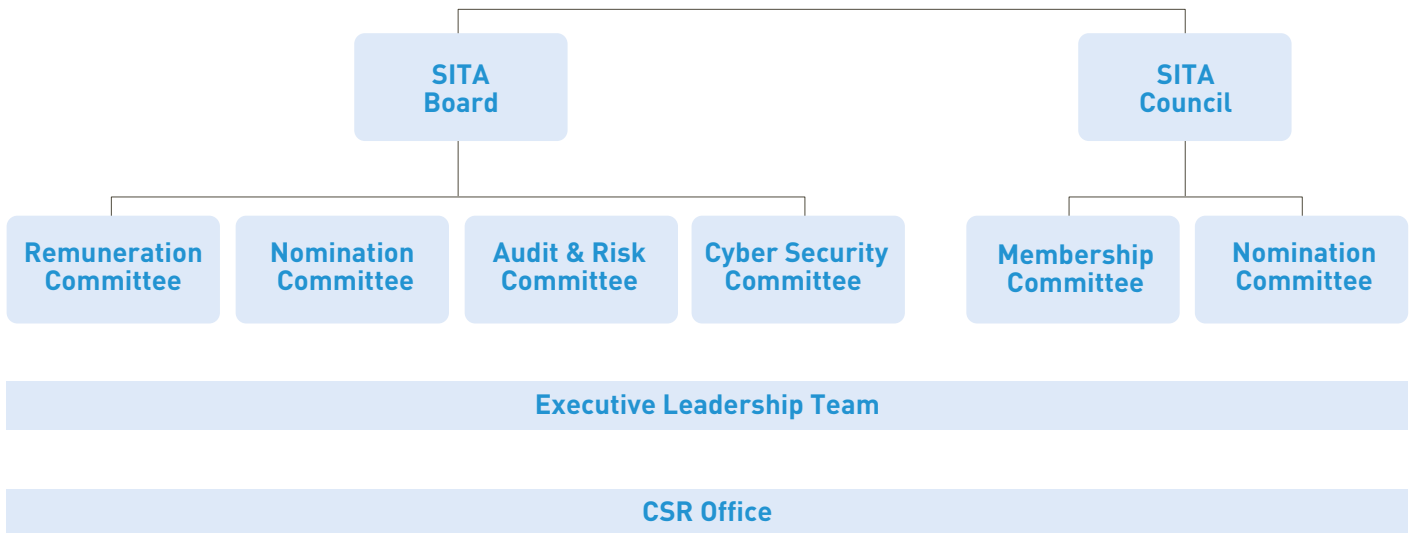 SITA
Board
SITA
Council
Remuneration
Committee
Nomination
Committee
Audit & Risk
Committee
Cyber Security
Committee
Membership
Committee
Nomination
Committee
Executive Leadership Team
CSR Office